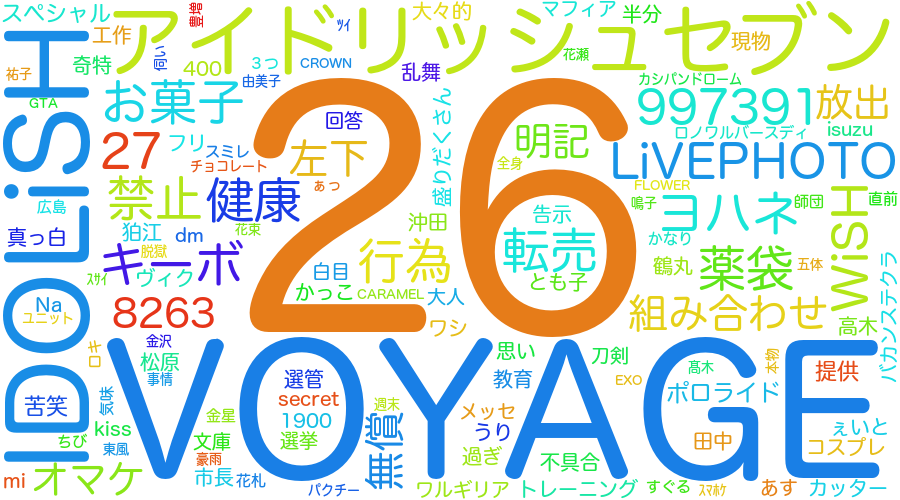 スペシャル
工作
豊増
アイドリッシュセブン
ツイ
大々的
マフィア
半分
奇特
伺い
400
3つ
CROWN
由美子
乱舞
花瀬
現物
祐子
GTA
IDOLiSH
お菓子
26
回答
盛りだくさん
カシパンドローム
997391
放出
27
フリ
スミレ
チョコレート
左下
あっ
明記
全身
ロノワルバースディ
isuzu
LiVEPHOTO
禁止
健康
FLOWER
広島
真っ白
狛江
dm
花束
沖田
告示
転売
ヨハネ
鳴子
師団
直前
WiSH
脱獄
キーボ
ヴィク
白目
行為
かなり
鶴丸
薬袋
五体
とも子
かっこ
CARAMEL
大人
Na
ユニット
8263
ワシ
組み合わせ
高木
バカンステクラ
ロキ
金沢
VOYAGE
松原
事情
思い
刀剣
本物
選管
教育
髙木
EXO
ポロライド
提供
苦笑
secret
週末
メッセ
無償
1900
金星
kiss
ちび
東風
文庫
選挙
うり
田中
えいと
コスプレ
豪雨
過ぎ
不具合
mi
オマケ
市長
花札
パクチー
ワルギリア
トレーニング
すぐる
スマホケ
あす
カッター